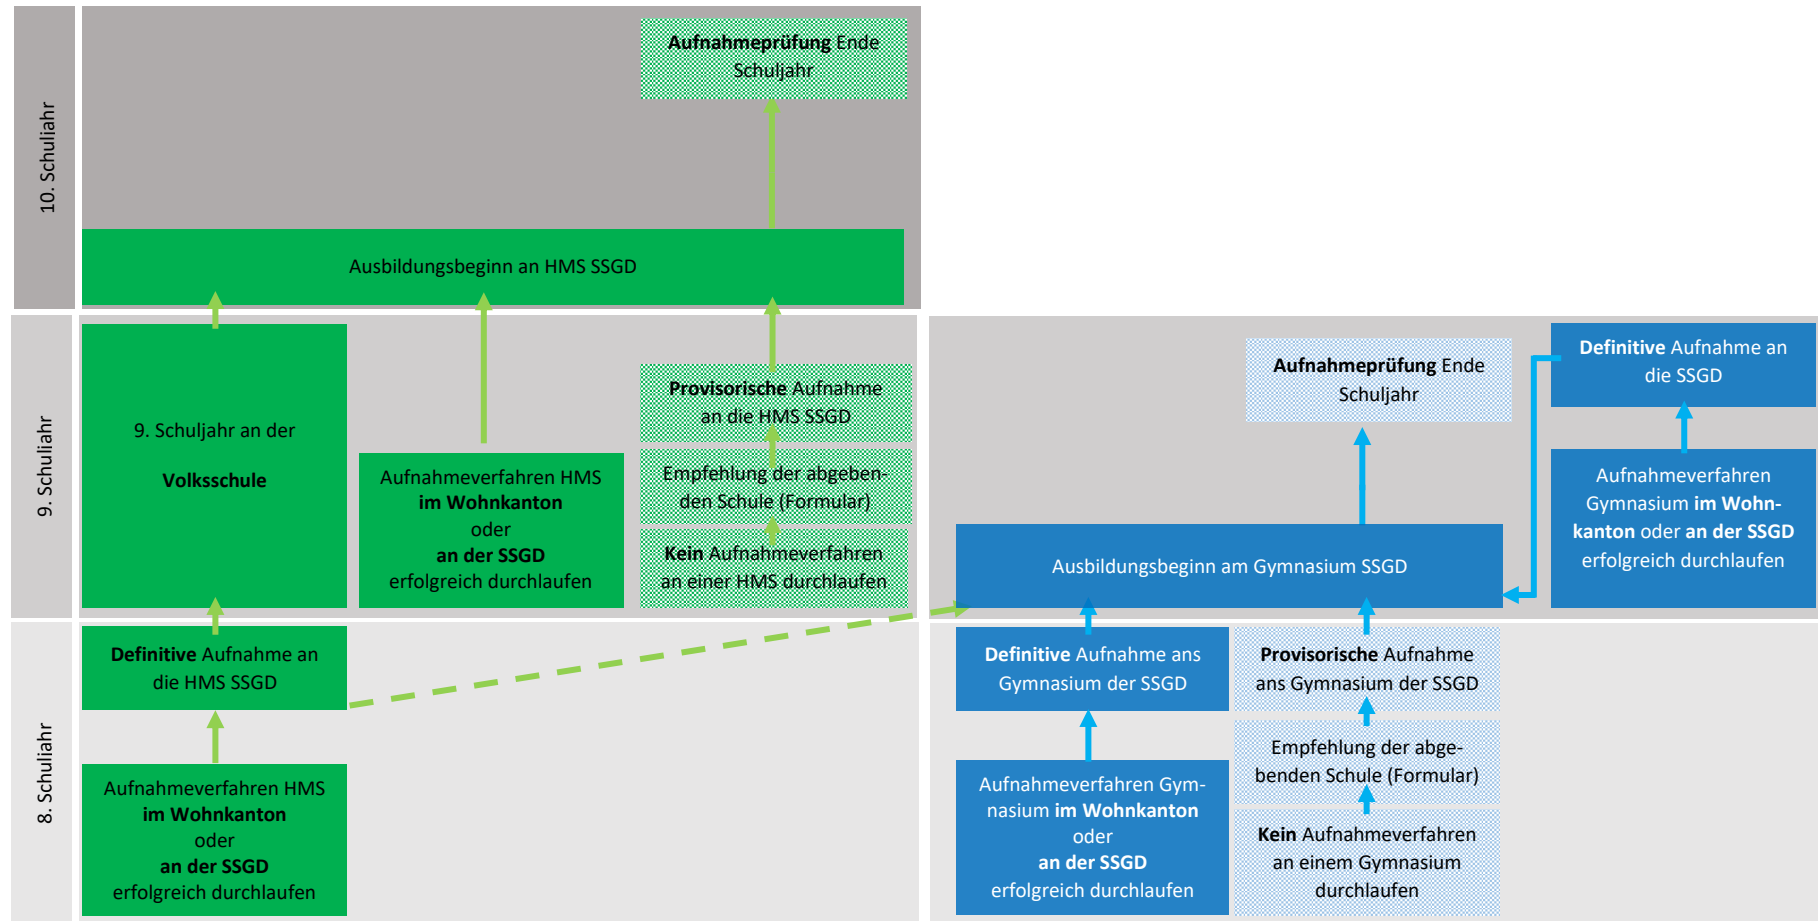 10. Schuljahr
Aufnahmeprüfung Ende
Schuljahr
Ausbildungsbeginn an HMS SSGD
9. Schuljahr
9. Schuljahr an der
Volksschule
Aufnahmeverfahren HMS
im Wohnkanton
oder
an der SSGD
erfolgreich durchlaufen
Provisorische Aufnahme
an die HMS SSGD
Empfehlung der abgeben-
den Schule (Formular)
Kein Aufnahmeverfahren
an einer HMS durchlaufen
Aufnahmeprüfung Ende
Schuljahr
Definitive Aufnahme an
die SSGD
Aufnahmeverfahren
Gymnasium im Wohn-
kanton oder an der SSGD
erfolgreich durchlaufen
Ausbildungsbeginn am Gymnasium SSGD
8. Schuljahr
Definitive Aufnahme an
die HMS SSGD
Aufnahmeverfahren HMS
im Wohnkanton
oder
an der SSGD
erfolgreich durchlaufen
Definitive Aufnahme ans
Gymnasium der SSGD
Aufnahmeverfahren Gym-
nasium im Wohnkanton
oder
an der SSGD
erfolgreich durchlaufen
Provisorische Aufnahme
ans Gymnasium der SSGD
Empfehlung der abge-
benden Schule (Formular)
Kein Aufnahmeverfahren
an einem Gymnasium
durchlaufen